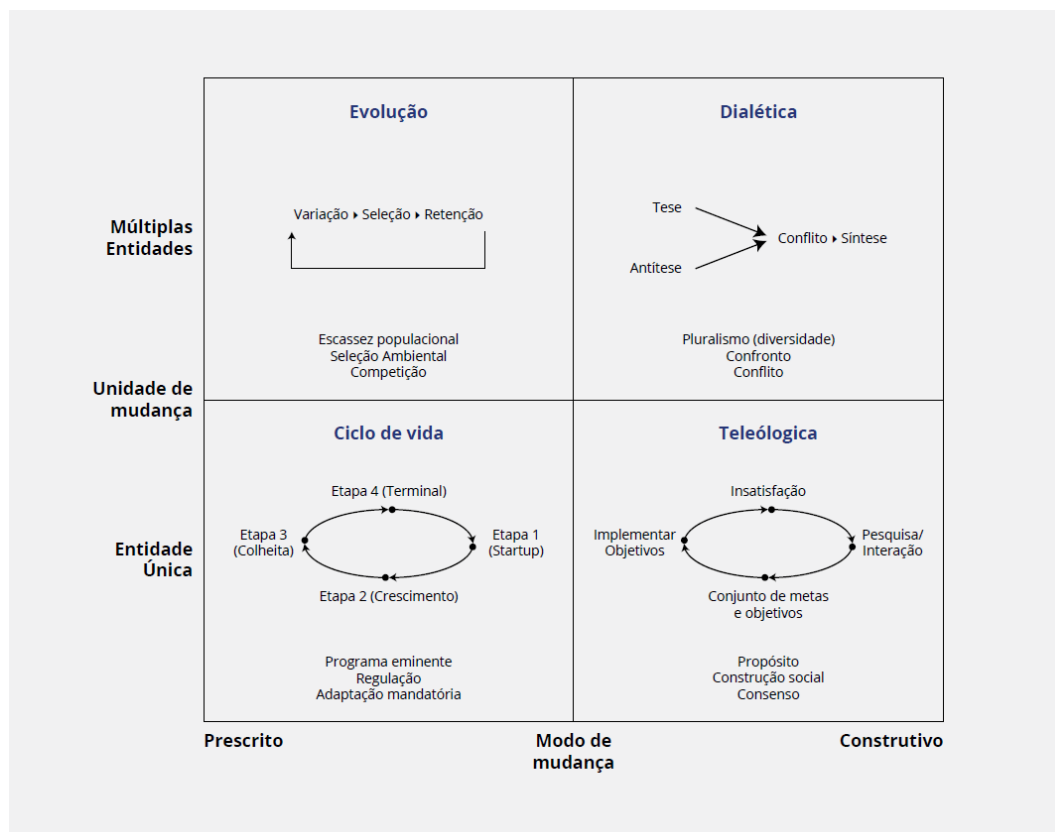 Evolução
Dialética
Múltiplas
Entidades
Variação ▸ Seleção ▸ Retenção
Tese
Antítese
Conflito ▸ Síntese
Escassez populacional
Seleção Ambiental
Competição
Pluralismo (diversidade)
Confronto
Conflito
Unidade de
mudança
Ciclo de vida
Teleólogica
Entidade
Única
Etapa 4 (Terminal)
Etapa 3
(Colheita)
Etapa 1
(Startup)
Etapa 2 (Crescimento)
Insatisfação
Implementar
Objetivos
Pesquisa/
Interação
Conjunto de metas
e objetivos
Programa eminente
Regulação
Adaptação mandatória
Propósito
Construção social
Consenso
Prescrito
Modo de
mudança
Construtivo